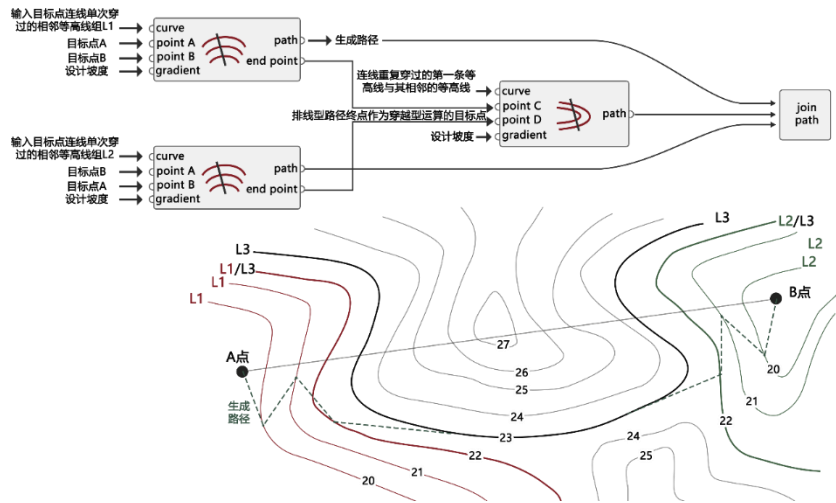 输入目标点连线单次穿
过的相邻等高线组L1
目标点A
目标点B
设计坡度
curve
point A
point B
gradient
path
end point
生成路径
连线重复穿过的第一条等
高线与其相邻的等高线
排线型路径终点作为穿越型运算的目标点
设计坡度
curve
point C
point D
gradient
path
join
path
输入目标点连线单次穿
过的相邻等高线组L2
目标点B
目标点A
设计坡度
curve
point A
point B
gradient
path
end point
L3
L1/L3
L1
L1
L3
L2/L3
L2
L2
A点
B点
生成
路径
27
26
25
24
23
22
21
20
24
25
20
21
22